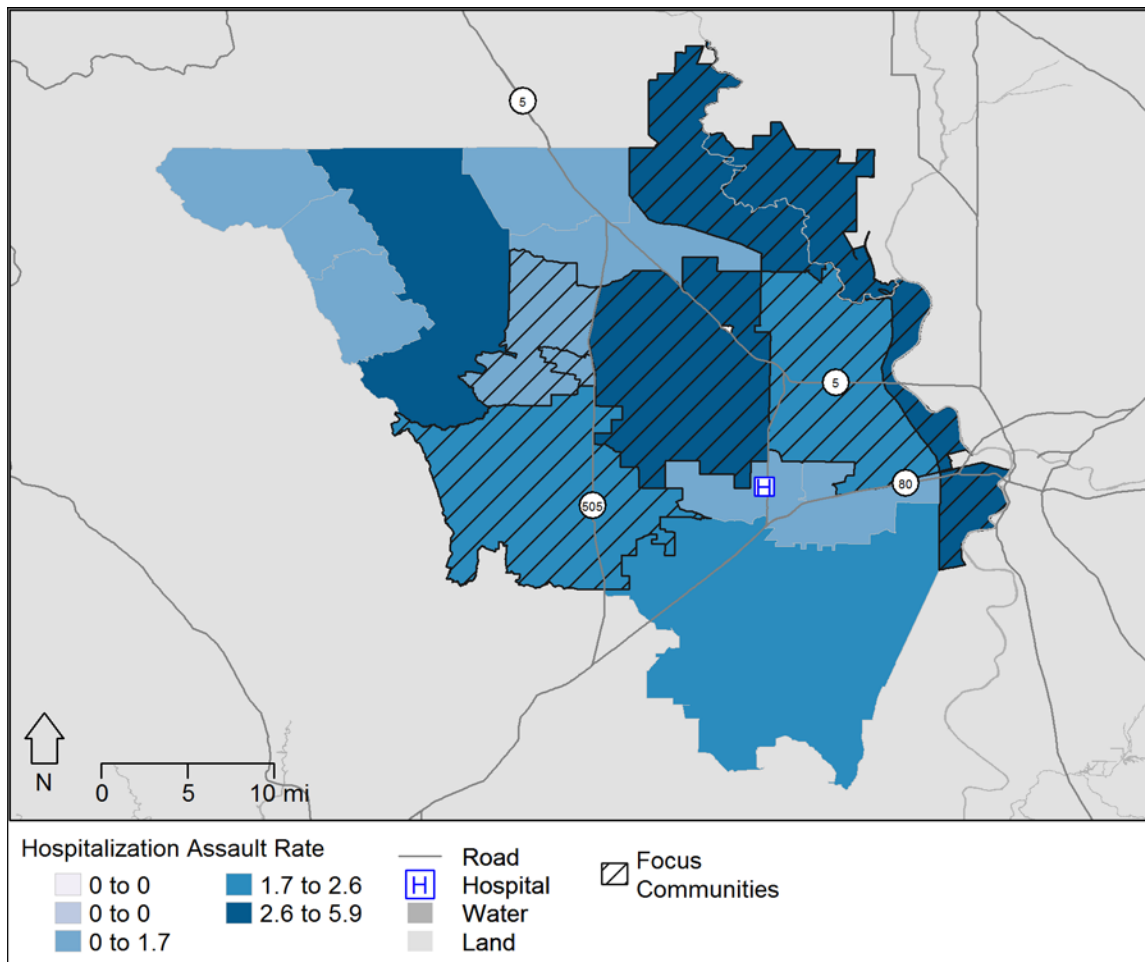 5
5
80
505
H
N
0 5 10 mi
Hospitalization Assault Rate
0 to 0
0 to 0
0 to 1.7
1.7 to 2.6
2.6 to 5.9
Road
H Hospital
Water
Land
Focus
Communities